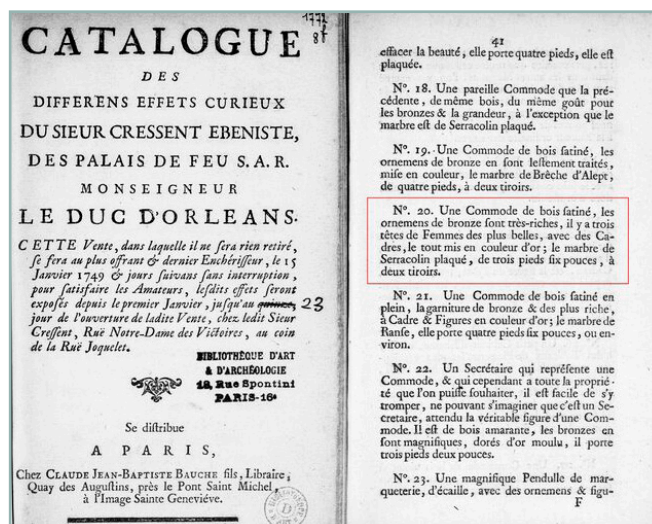 1777
8f
CATALOGUE
DES
DIFFERENS EFFETS CURIEUX
DU SIEUR CRESSENT EBENISTE,
DES PALAIS DE FEU S. A. R.
MONSEIGNEUR
LE DUC D'ORLEANS.
CETTE Vente, dans laquelle il ne sera rien retiré,
se fera au plus offrant & dernier Enchérisseur, le 15
Janvier 1749 & jours suivans sans interruption,
pour satisfaire les Amateurs, lesdits effets seront
exposés depuis le premier Janvier, jusqu'au quinze, 23
jour de l'ouverture de ladite Vente, chez ledit Sieur
Cressent, Ruë Notre-Dame des Victoires, au coin
de la Ruë Joquelet.
BIBLIOTHÈQUE D'ART
& D'ARCHÉOLOGIE
18, Rue Spontini
PARIS-16e
Se distribue
A PARIS,
Chez CLAUDE JEAN-BAPTISTE BAUCHE fils, Libraire,
Quay des Augustins, près le Pont Saint Michel,
à l'Image Sainte Geneviéve.
41
effacer la beauté, elle porte quatre pieds, elle est
plaquée.
N°. 18. Une pareille Commode que la pré-
cédente, de même bois, du même goût pour
les bronzes & la grandeur, à l'exception que le
marbre est de Serracolin plaqué.
N°. 19. Une Commode de bois satiné, les
ornemens de bronze en sont lestement traités,
mise en couleur, le marbre de Brêche d'Alept,
de quatre pieds, à deux tiroirs.
N°. 20. Une Commode de bois satiné, les
ornemens de bronze sont très-riches, il y a trois
têtes de Femmes des plus belles, avec des Ca-
dres, le tout mis en couleur d'or; le marbre de
Serracolin plaqué, de trois pieds six pouces, à
deux tiroirs.
N°. 21. Une Commode de bois satiné en
plein, la garniture de bronze & des plus riche,
à Cadre & Figures en couleur d'or; le marbre de
Ranse, elle porte quatre pieds six pouces, ou en-
viron.
N°. 22. Un Secrétaire qui représente une
Commode, & qui cependant a toute la proprie-
té que l'on puisse souhaiter, il est facile de s'y
tromper, ne pouvant s'imaginer que c'est un Se-
cretaire, attendu la véritable figure d'une Com-
mode. Il est de bois amarante, les bronzes en
sont magnifiques, dorés d'or moulu, il porte
trois pieds deux pouces.
N°. 23. Une magnifique Pendulle de mar-
queterie, d'écaille, avec des ornemens & figu-
F